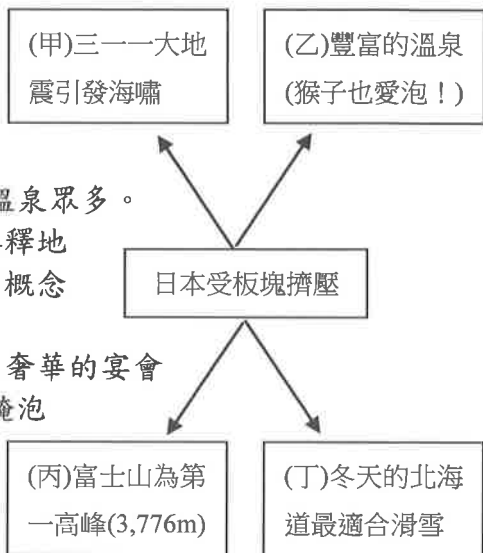 (甲)三一一大地
震引發海嘯
(乙)豐富的溫泉
(猴子也愛泡！)
溫泉眾多。
釋地
概念
日本受板塊擠壓
奢華的宴會
淹泡
(丙)富士山為第
一高峰(3,776m)
(丁)冬天的北海
道最適合滑雪